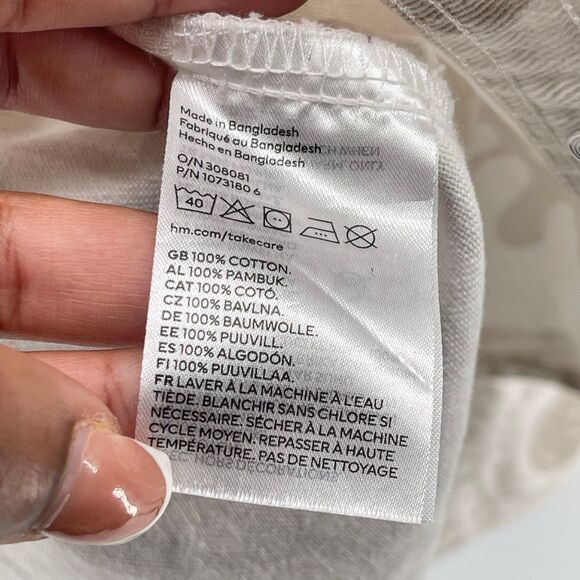 Made in Bangladesh
Fabriqué au Bangladesh
Hecho en Bangladesh
O/N 308081
P/N 1073180 6
40
hm.com/takecare
GB 100% COTTON.
AL 100% PAMBUK.
CAT 100% COTÓ.
CZ 100% BAVLNA.
DE 100% BAUMWOLLE.
EE 100% PUUVILL.
ES 100% ALGODÓN.
FI 100% PUUVILLAA.
FR LAVER À LA MACHINE À L'EAU
TIÈDE. BLANCHIR SANS CHLORE SI
NÉCESSAIRE. SÉCHER À LA MACHINE
CYCLE MOYEN. REPASSER À HAUTE
TEMPÉRATURE. PAS DE NETTOYAGE